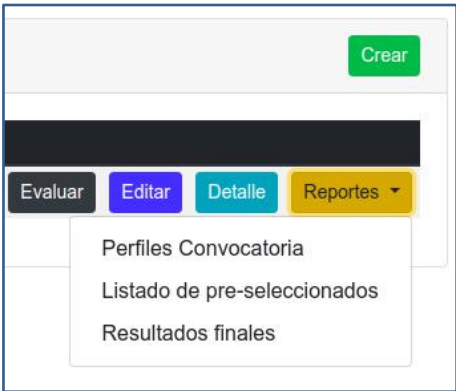 Crear
Evaluar Editar Detalle Reportes
Perfiles Convocatoria
Listado de pre-seleccionados
Resultados finales